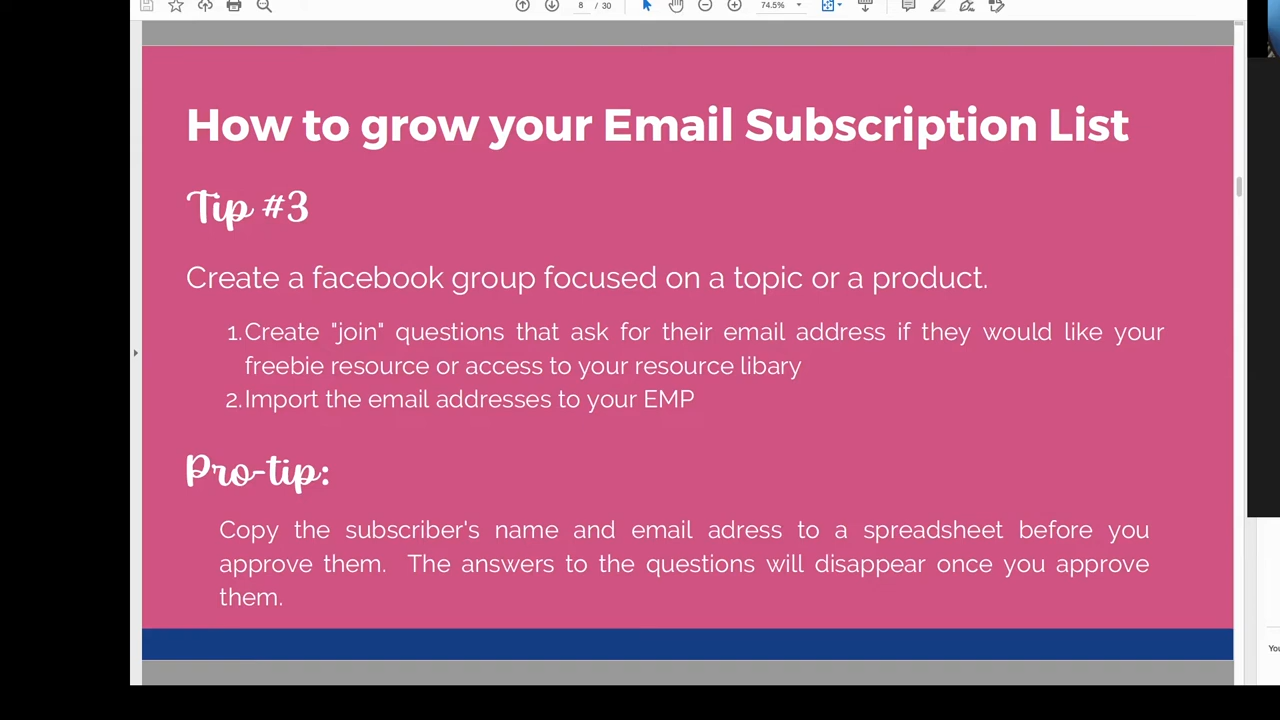 8 / 30 74.5%
How to grow your Email Subscription List
Tip #3
Create a facebook group focused on a topic or a product.
1.Create "join" questions that ask for their email address if they would like your
freebie resource or access to your resource libary
2.Import the email addresses to your EMP
Pro-tip:
Copy the subscriber's name and email adress to a spreadsheet before you
approve them. The answers to the questions will disappear once you approve
them.